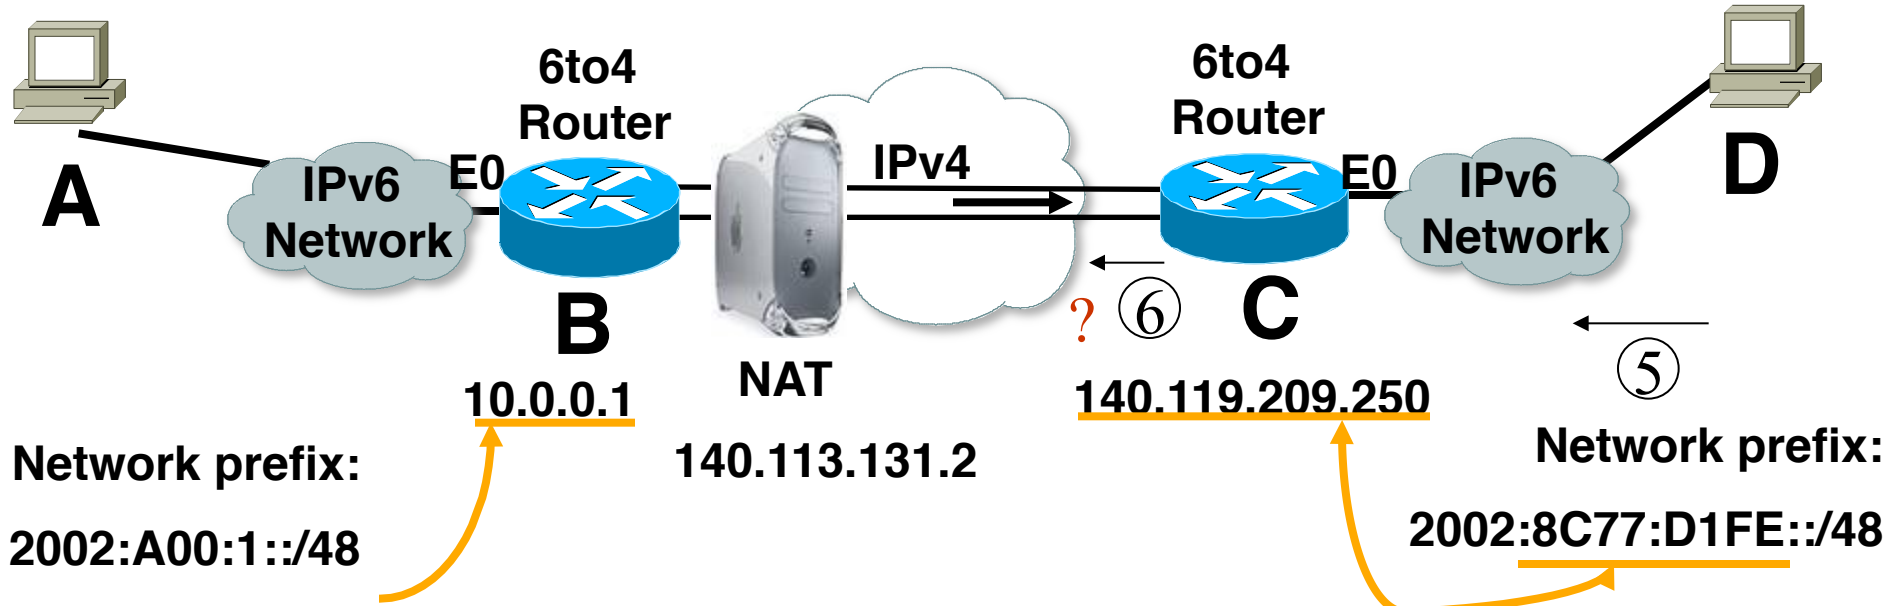 6to4
Router
6to4
Router
A
IPv6
Network
E0
B
NAT
IPv4
C
E0
IPv6
Network
D
?
⑥
⑤
10.0.0.1
140.113.131.2
140.119.209.250
Network prefix:
2002:A00:1::/48
Network prefix:
2002:8C77:D1FE::/48